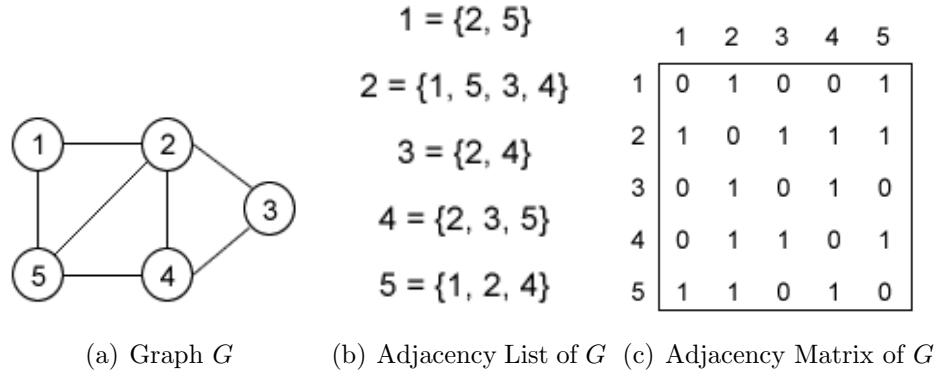 1 2
3
5 4
(a) Graph G
1 = {2, 5}
2 = {1, 5, 3, 4}
3 = {2, 4}
4 = {2, 3, 5}
5 = {1, 2, 4}
(b) Adjacency List of G
1 2 3 4 5
1 0 1 0 0 1
2 1 0 1 1 1
3 0 1 0 1 0
4 0 1 1 0 1
5 1 1 0 1 0
(c) Adjacency Matrix of G